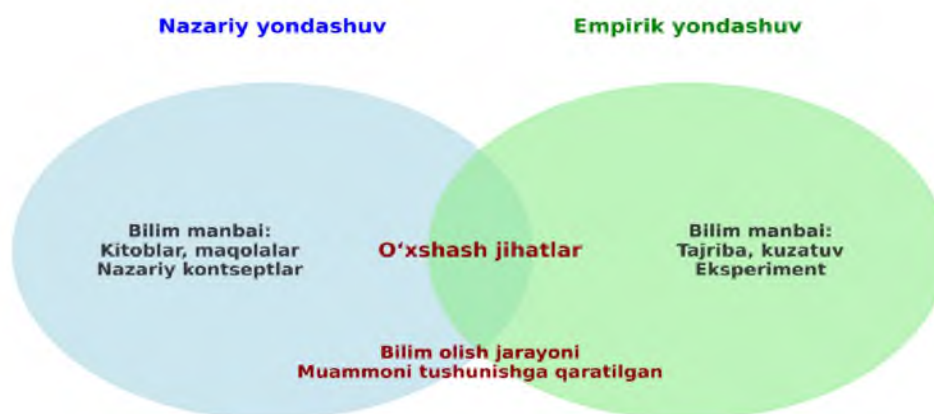 Nazariy yondashuv
Empirik yondashuv
Bilim manbai:
Kitoblar, maqolalar
Nazariy kontseptlar
O‘xshash jihatlar
Bilim manbai:
Tajriba, kuzatuv
Eksperiment
Bilim olish jarayoni
Muammoni tushunishga qaratilgan